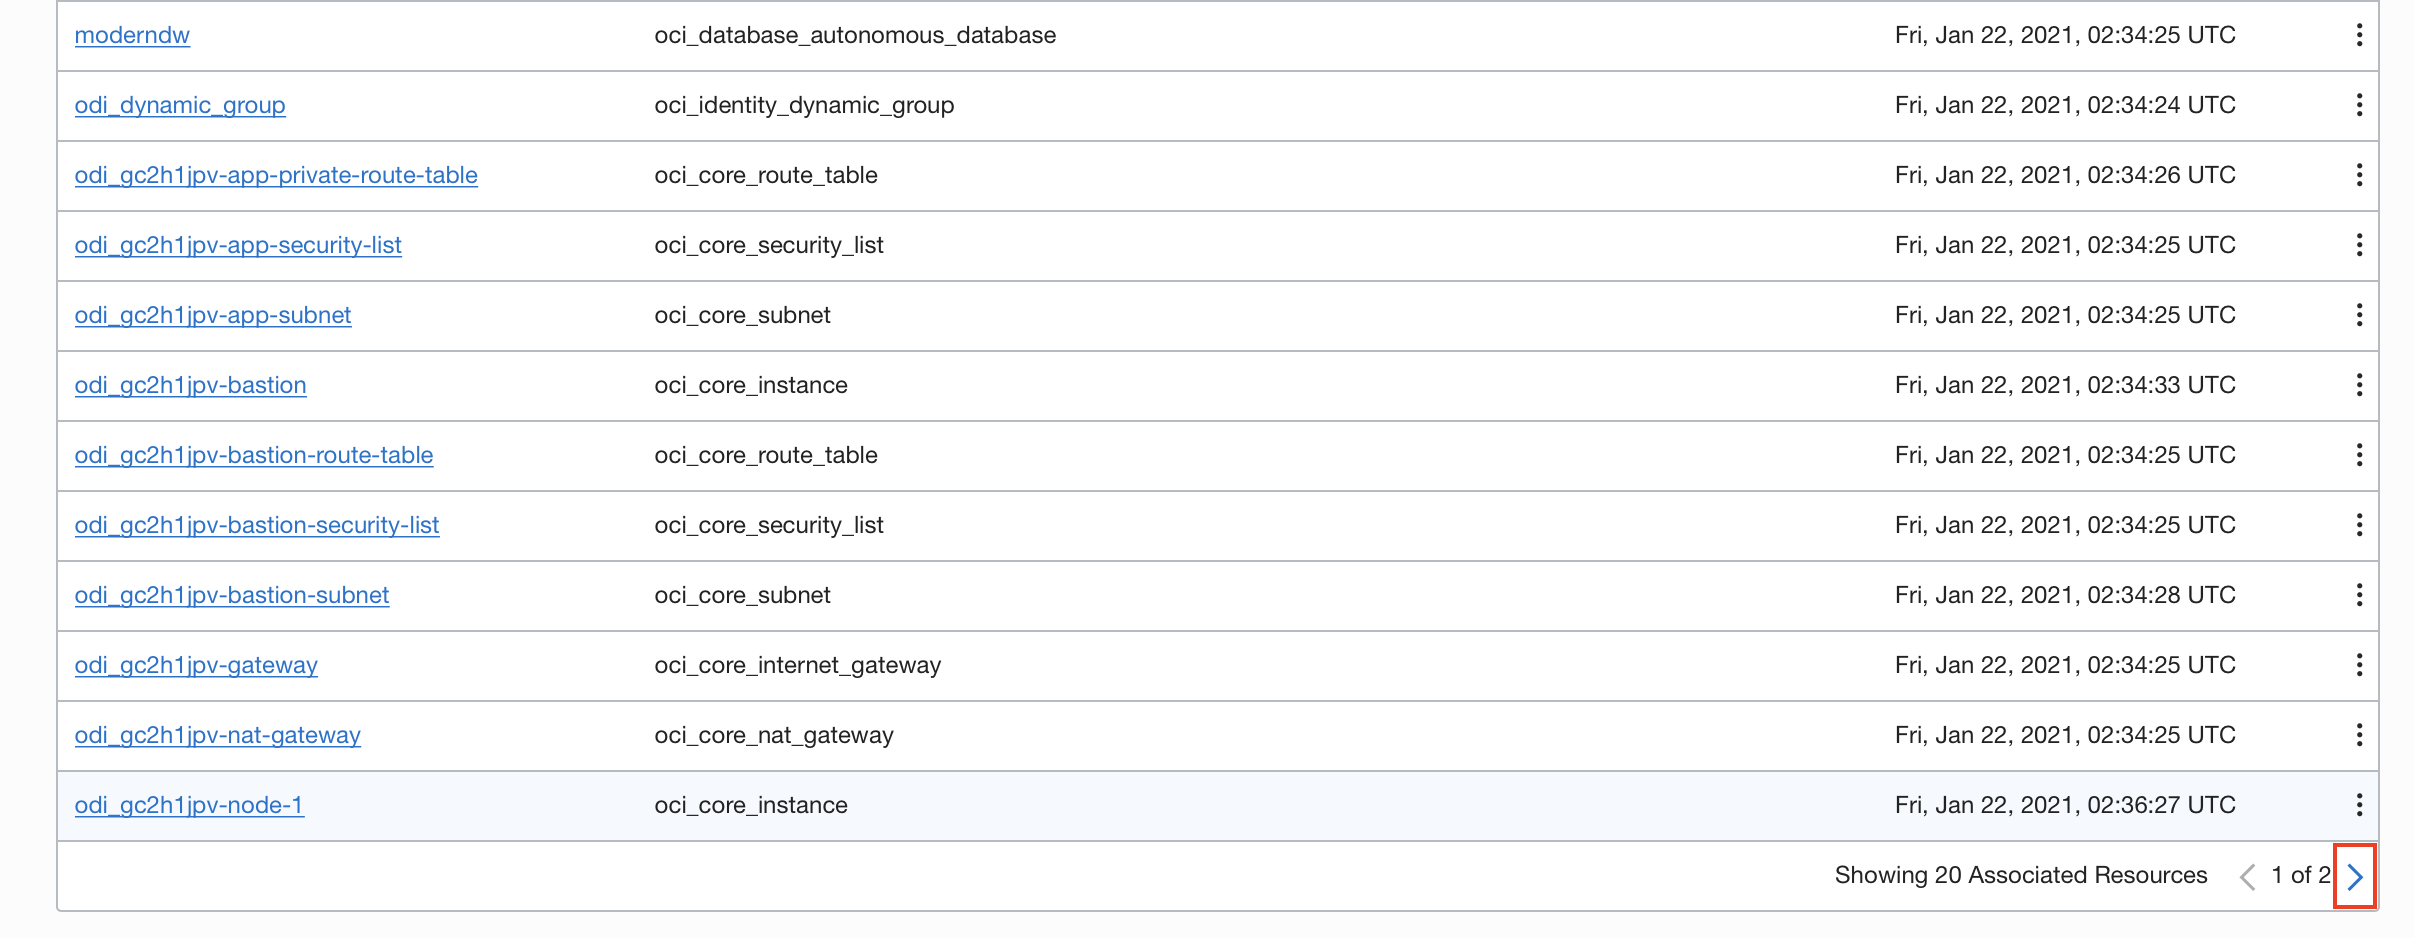 moderndw oci_database_autonomous_database Fri, Jan 22, 2021, 02:34:25 UTC
odi_dynamic_group oci_identity_dynamic_group Fri, Jan 22, 2021, 02:34:24 UTC
odi_gc2h1jpv-app-private-route-table oci_core_route_table Fri, Jan 22, 2021, 02:34:26 UTC
odi_gc2h1jpv-app-security-list oci_core_security_list Fri, Jan 22, 2021, 02:34:25 UTC
odi_gc2h1jpv-app-subnet oci_core_subnet Fri, Jan 22, 2021, 02:34:25 UTC
odi_gc2h1jpv-bastion oci_core_instance Fri, Jan 22, 2021, 02:34:33 UTC
odi_gc2h1jpv-bastion-route-table oci_core_route_table Fri, Jan 22, 2021, 02:34:25 UTC
odi_gc2h1jpv-bastion-security-list oci_core_security_list Fri, Jan 22, 2021, 02:34:25 UTC
odi_gc2h1jpv-bastion-subnet oci_core_subnet Fri, Jan 22, 2021, 02:34:28 UTC
odi_gc2h1jpv-gateway oci_core_internet_gateway Fri, Jan 22, 2021, 02:34:25 UTC
odi_gc2h1jpv-nat-gateway oci_core_nat_gateway Fri, Jan 22, 2021, 02:34:25 UTC
odi_gc2h1jpv-node-1 oci_core_instance Fri, Jan 22, 2021, 02:36:27 UTC
Showing 20 Associated Resources 1 of 2